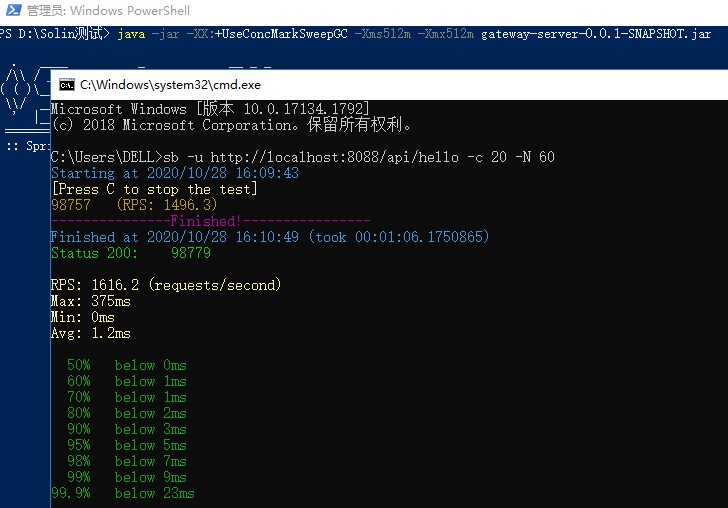 管理员: Windows PowerShell
PS D:\Solin测试> java -jar -XX:+UseConcMarkSweepGC -Xms512m -Xmx512m gateway-server-0.0.1-SNAPSHOT.jar
C:\Windows\system32\cmd.exe
Microsoft Windows [版本 10.0.17134.1792]
(c) 2018 Microsoft Corporation。保留所有权利。
:: Spri
C:\Users\DELL>sb -u http://localhost:8088/api/hello -c 20 -N 60
Starting at 2020/10/28 16:09:43
[Press C to stop the test]
98757 (RPS: 1496.3)
---------------Finished!----------------
Finished at 2020/10/28 16:10:49 (took 00:01:06.1750865)
Status 200: 98779
RPS: 1616.2 (requests/second)
Max: 375ms
Min: 0ms
Avg: 1.2ms
50% below 0ms
60% below 1ms
70% below 1ms
80% below 2ms
90% below 3ms
95% below 5ms
98% below 7ms
99% below 9ms
99.9% below 23ms